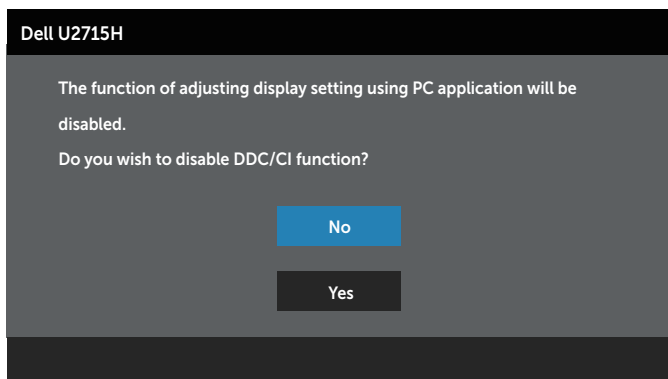 Dell U2715H
The function of adjusting display setting using PC application will be
disabled.
Do you wish to disable DDC/CI function?
No
Yes